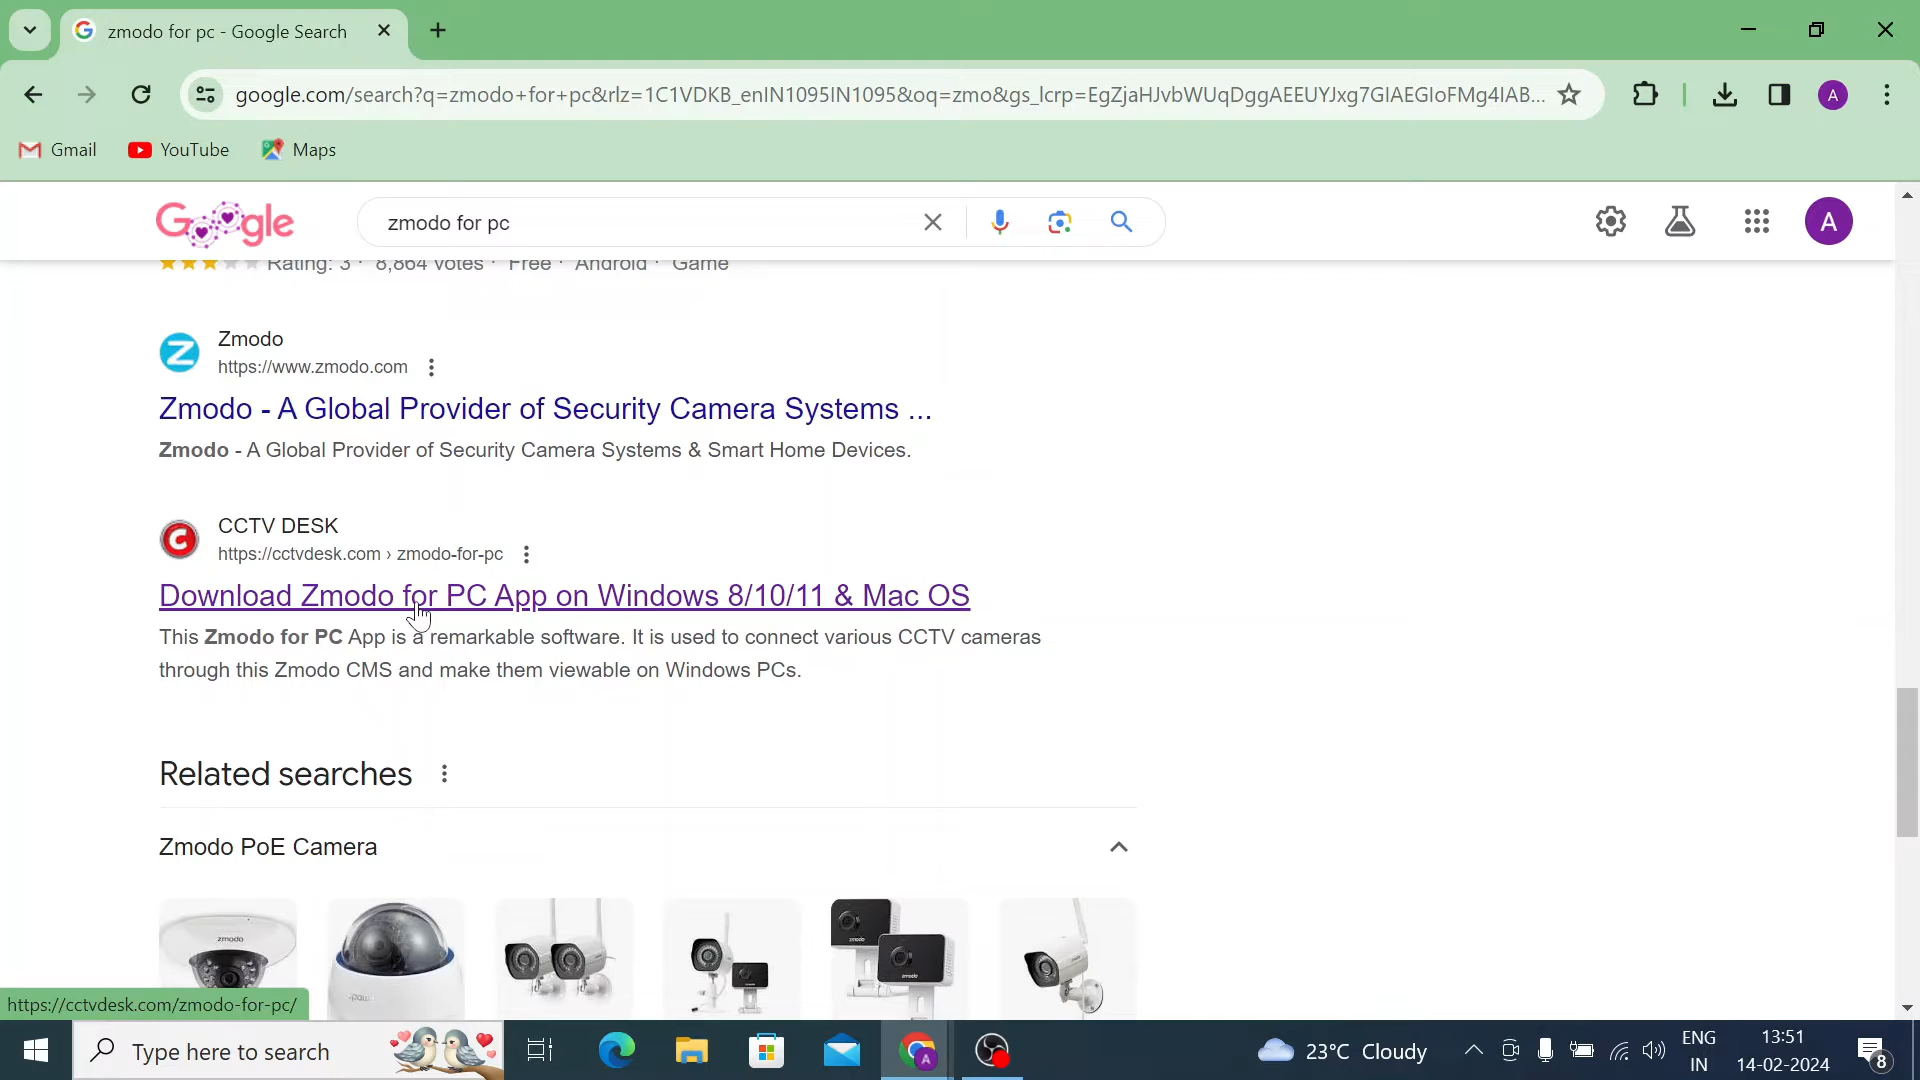 zmodo for pc - Google Search
google.com/search?q=zmodo+for+pc&rlz=1C1VDKB_enIN1095IN1095&oq=zmo&gs_lcrp=EgZjaHJvbWUqDggAEEUYJxg7GIAEGIoFMg4IAB...
A
Gmail
YouTube
Maps
Google
zmodo for pc
A
Rating: 3 · 8,864 votes · Free · Android · Game
Zmodo
https://www.zmodo.com
Zmodo - A Global Provider of Security Camera Systems ...
Zmodo - A Global Provider of Security Camera Systems & Smart Home Devices.
CCTV DESK
https://cctvdesk.com › zmodo-for-pc
Download Zmodo for PC App on Windows 8/10/11 & Mac OS
This Zmodo for PC App is a remarkable software. It is used to connect various CCTV cameras
through this Zmodo CMS and make them viewable on Windows PCs.
Related searches
Zmodo PoE Camera
zmodo
https://cctvdesk.com/zmodo-for-pc/
Type here to search
A
23°C Cloudy
ENG
IN
13:51
14-02-2024
8